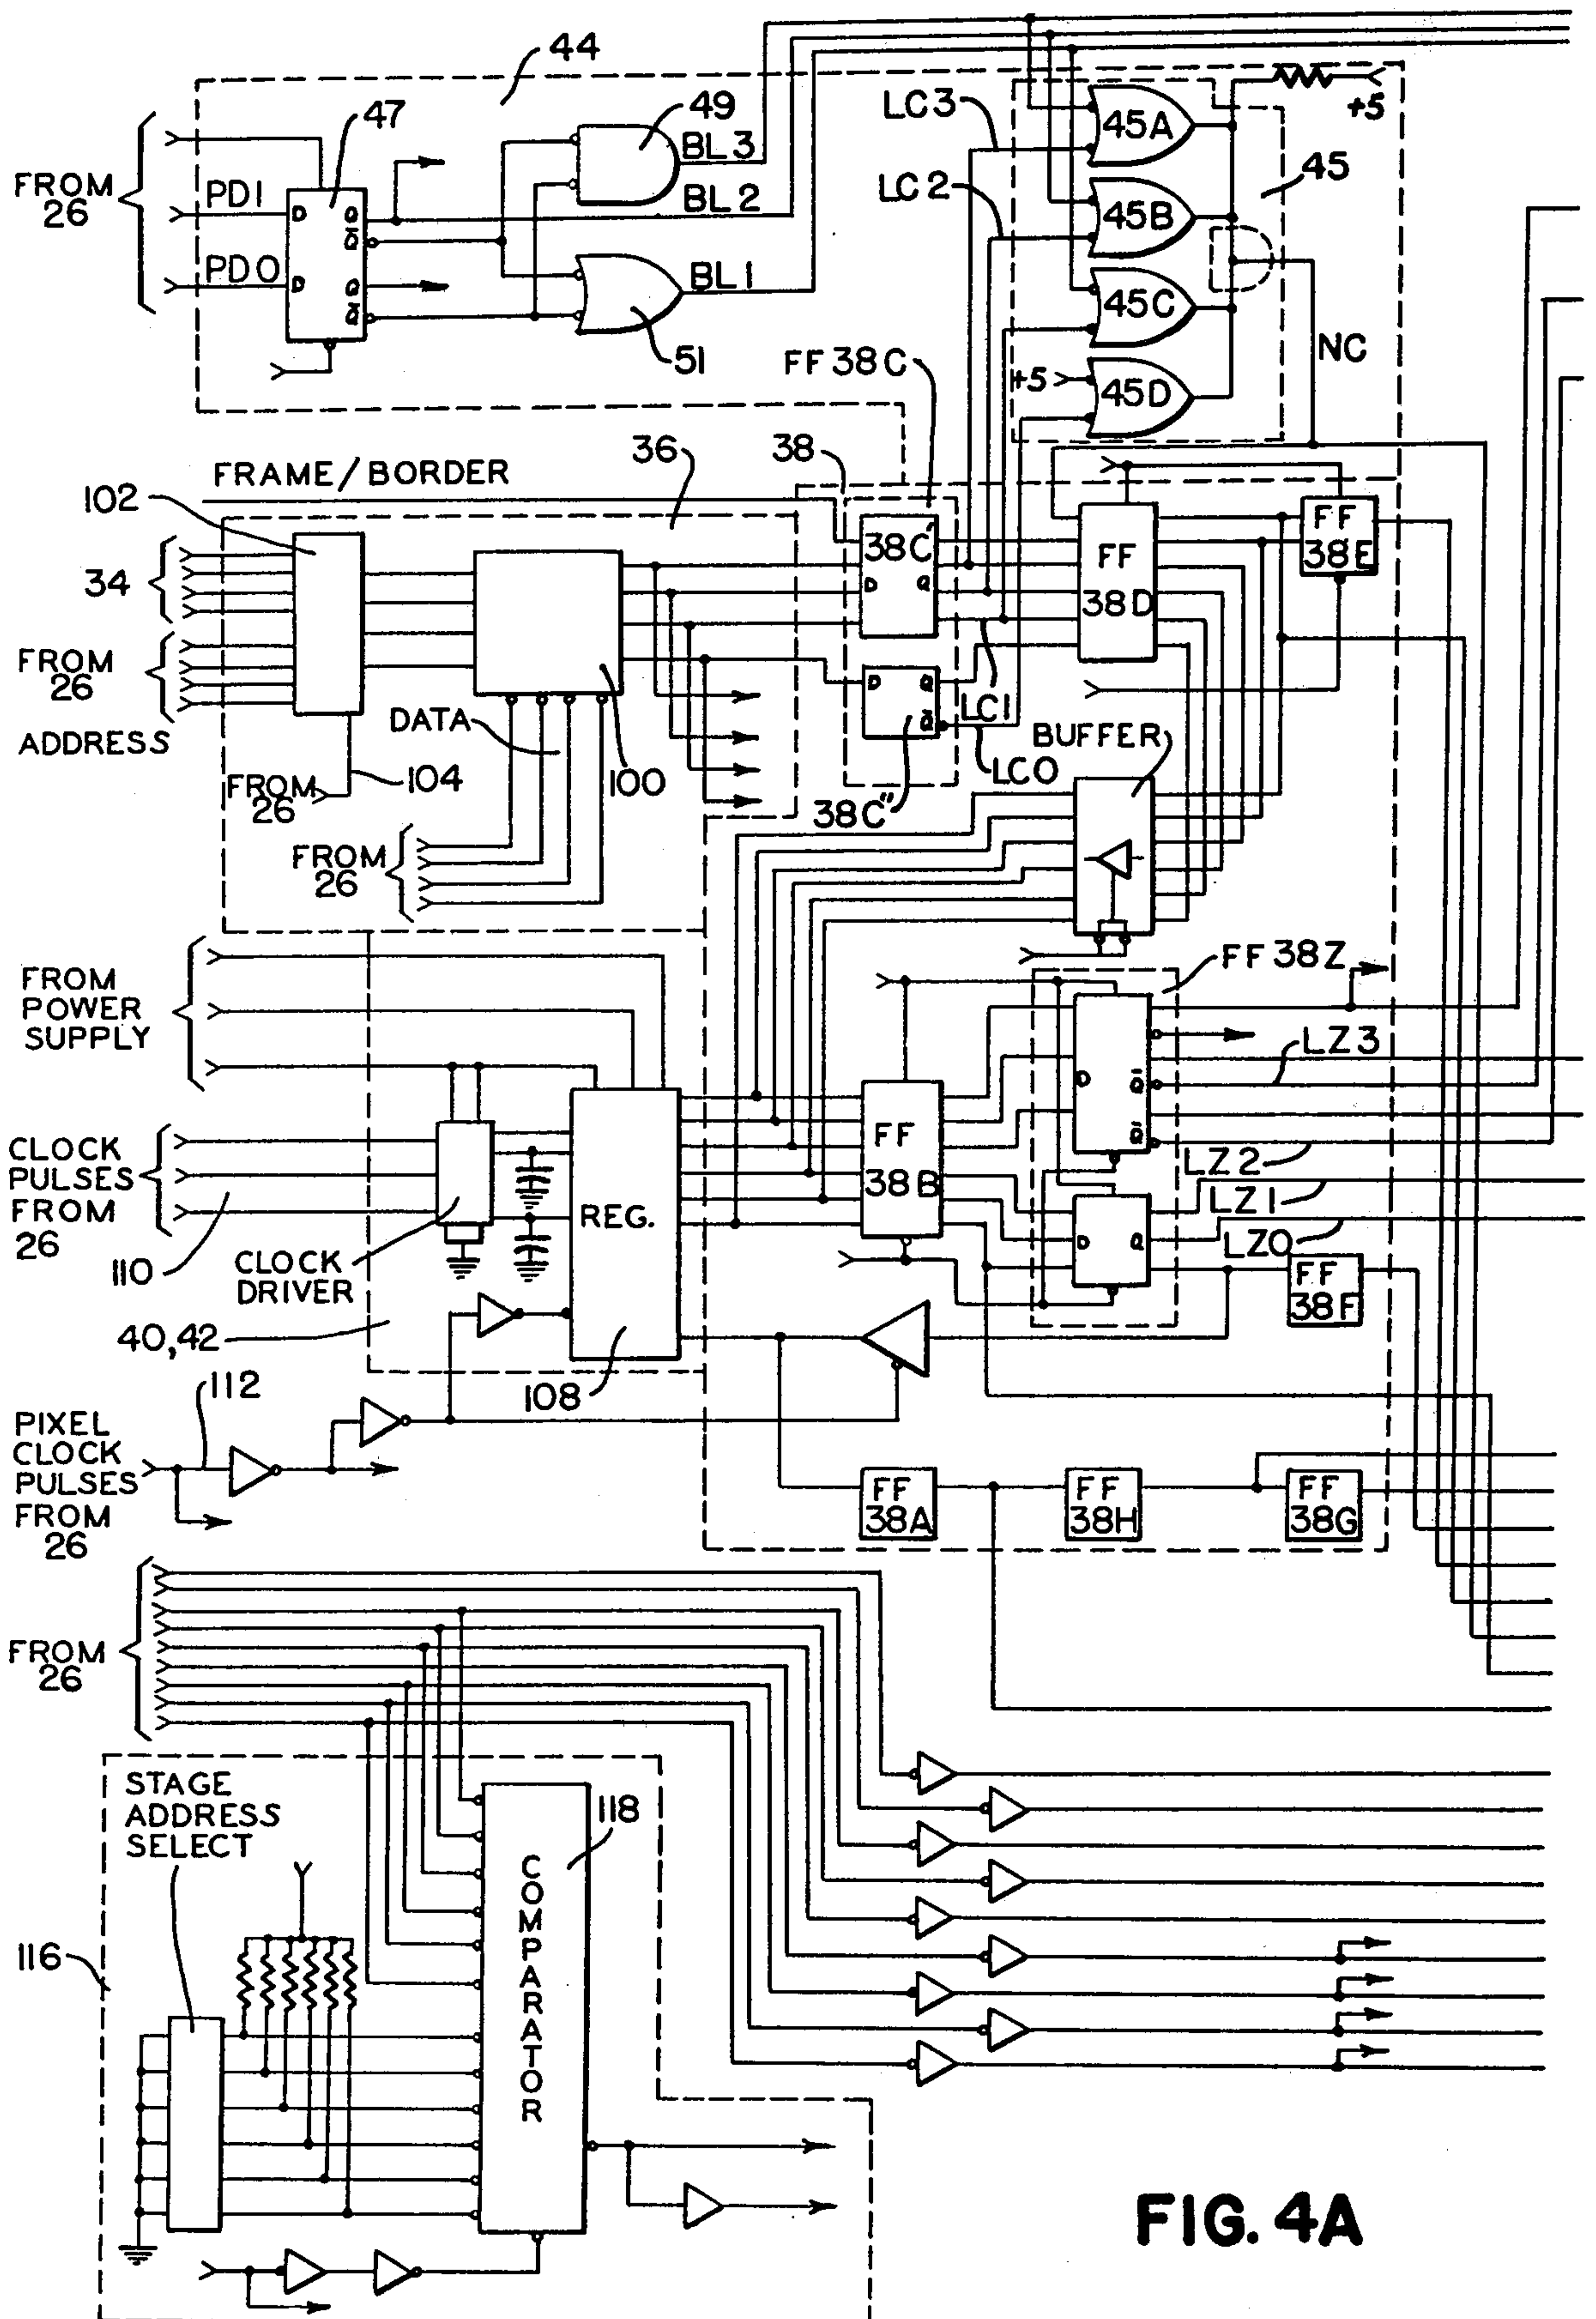 44
47
49
LC3
45A
+5
FROM
26
PD1
D
Q
Q̄
BL3
BL2
45
LC2
45B
PD0
D
Q
Q̄
BL1
51
45C
NC
FF38C
+5
45D
38
36
FRAME/BORDER
102
38C'
D
Q
FF
38D
FF
38E
34
FROM
26
ADDRESS
D
Q
Q̄
LC1
LC0
38C"
BUFFER
DATA
100
FROM
26
104
FROM
26
FROM
POWER
SUPPLY
FF38Z
LZ3
D
Q̄
Q̄
CLOCK
PULSES
FROM
26
110
CLOCK
DRIVER
REG.
FF
38B
LZ2
LZ1
D
Q
LZ0
FF
38F
40,42
108
112
PIXEL
CLOCK
PULSES
FROM
26
FF
38A
FF
38H
FF
38G
FROM
26
STAGE
ADDRESS
SELECT
118
COMPARATOR
116
FIG. 4A